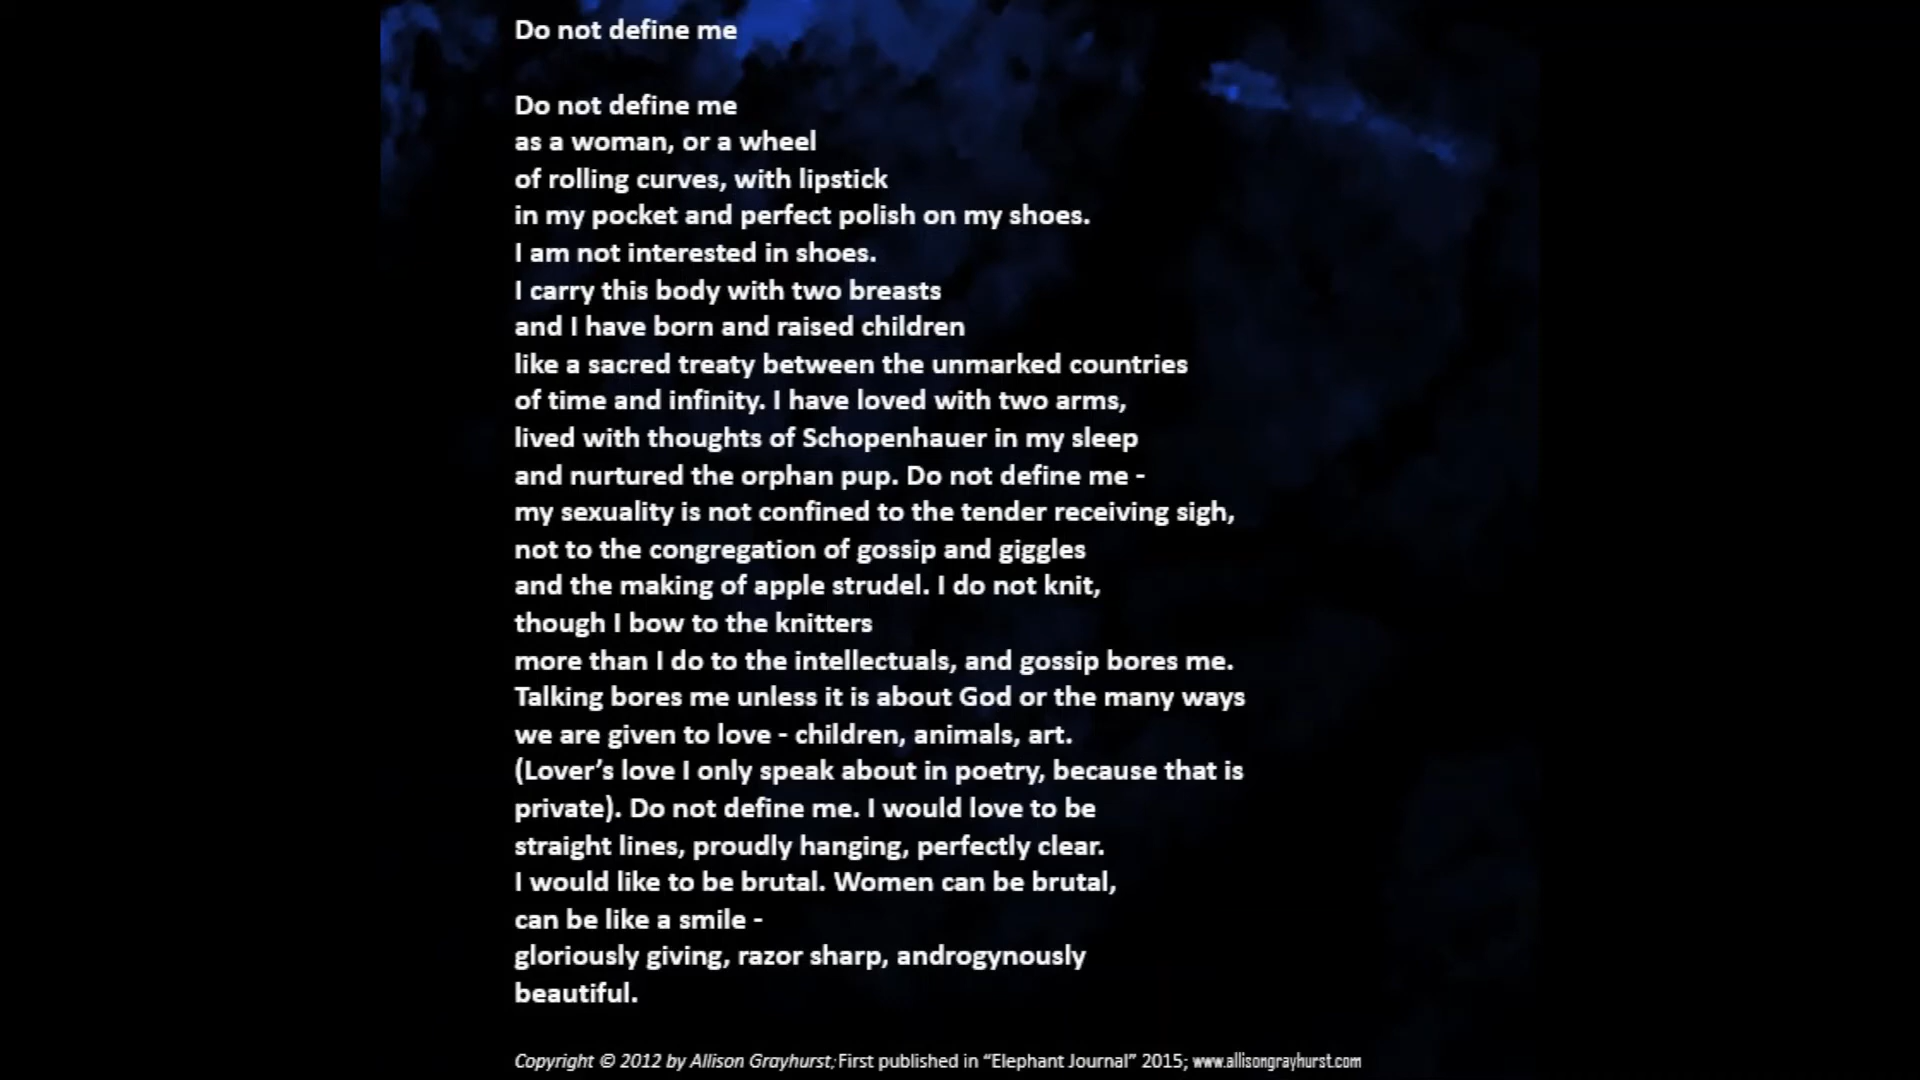 Do not define me
Do not define me
as a woman, or a wheel
of rolling curves, with lipstick
in my pocket and perfect polish on my shoes.
I am not interested in shoes.
I carry this body with two breasts
and I have born and raised children
like a sacred treaty between the unmarked countries
of time and infinity. I have loved with two arms,
lived with thoughts of Schopenhauer in my sleep
and nurtured the orphan pup. Do not define me -
my sexuality is not confined to the tender receiving sigh,
not to the congregation of gossip and giggles
and the making of apple strudel. I do not knit,
though I bow to the knitters
more than I do to the intellectuals, and gossip bores me.
Talking bores me unless it is about God or the many ways
we are given to love - children, animals, art.
(Lover’s love I only speak about in poetry, because that is
private). Do not define me. I would love to be
straight lines, proudly hanging, perfectly clear.
I would like to be brutal. Women can be brutal,
can be like a smile -
gloriously giving, razor sharp, androgynously
beautiful.
Copyright © 2012 by Allison Grayhurst; First published in “Elephant Journal” 2015; www.allisongrayhurst.com